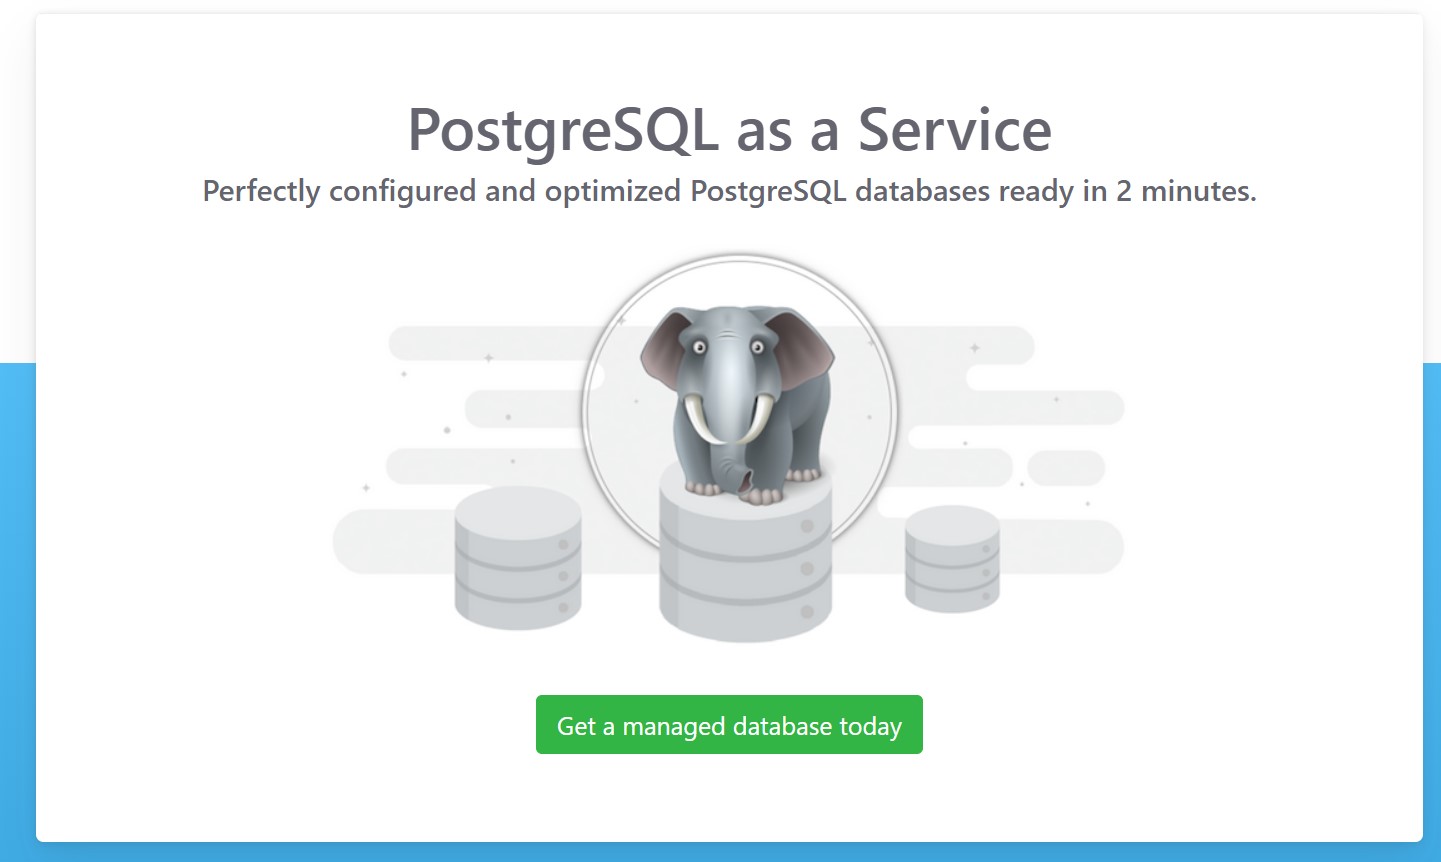 PostgreSQL as a Service
Perfectly configured and optimized PostgreSQL databases ready in 2 minutes.
Get a managed database today